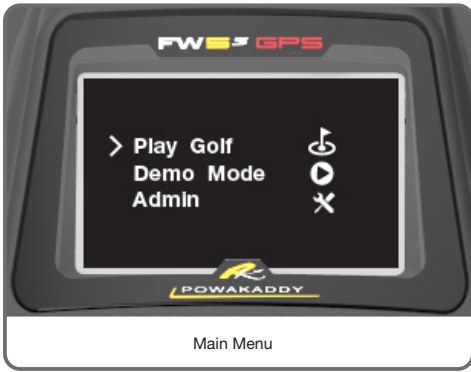 FW5s GPS
> Play Golf
Demo Mode
Admin
POWAKADDY
Main Menu